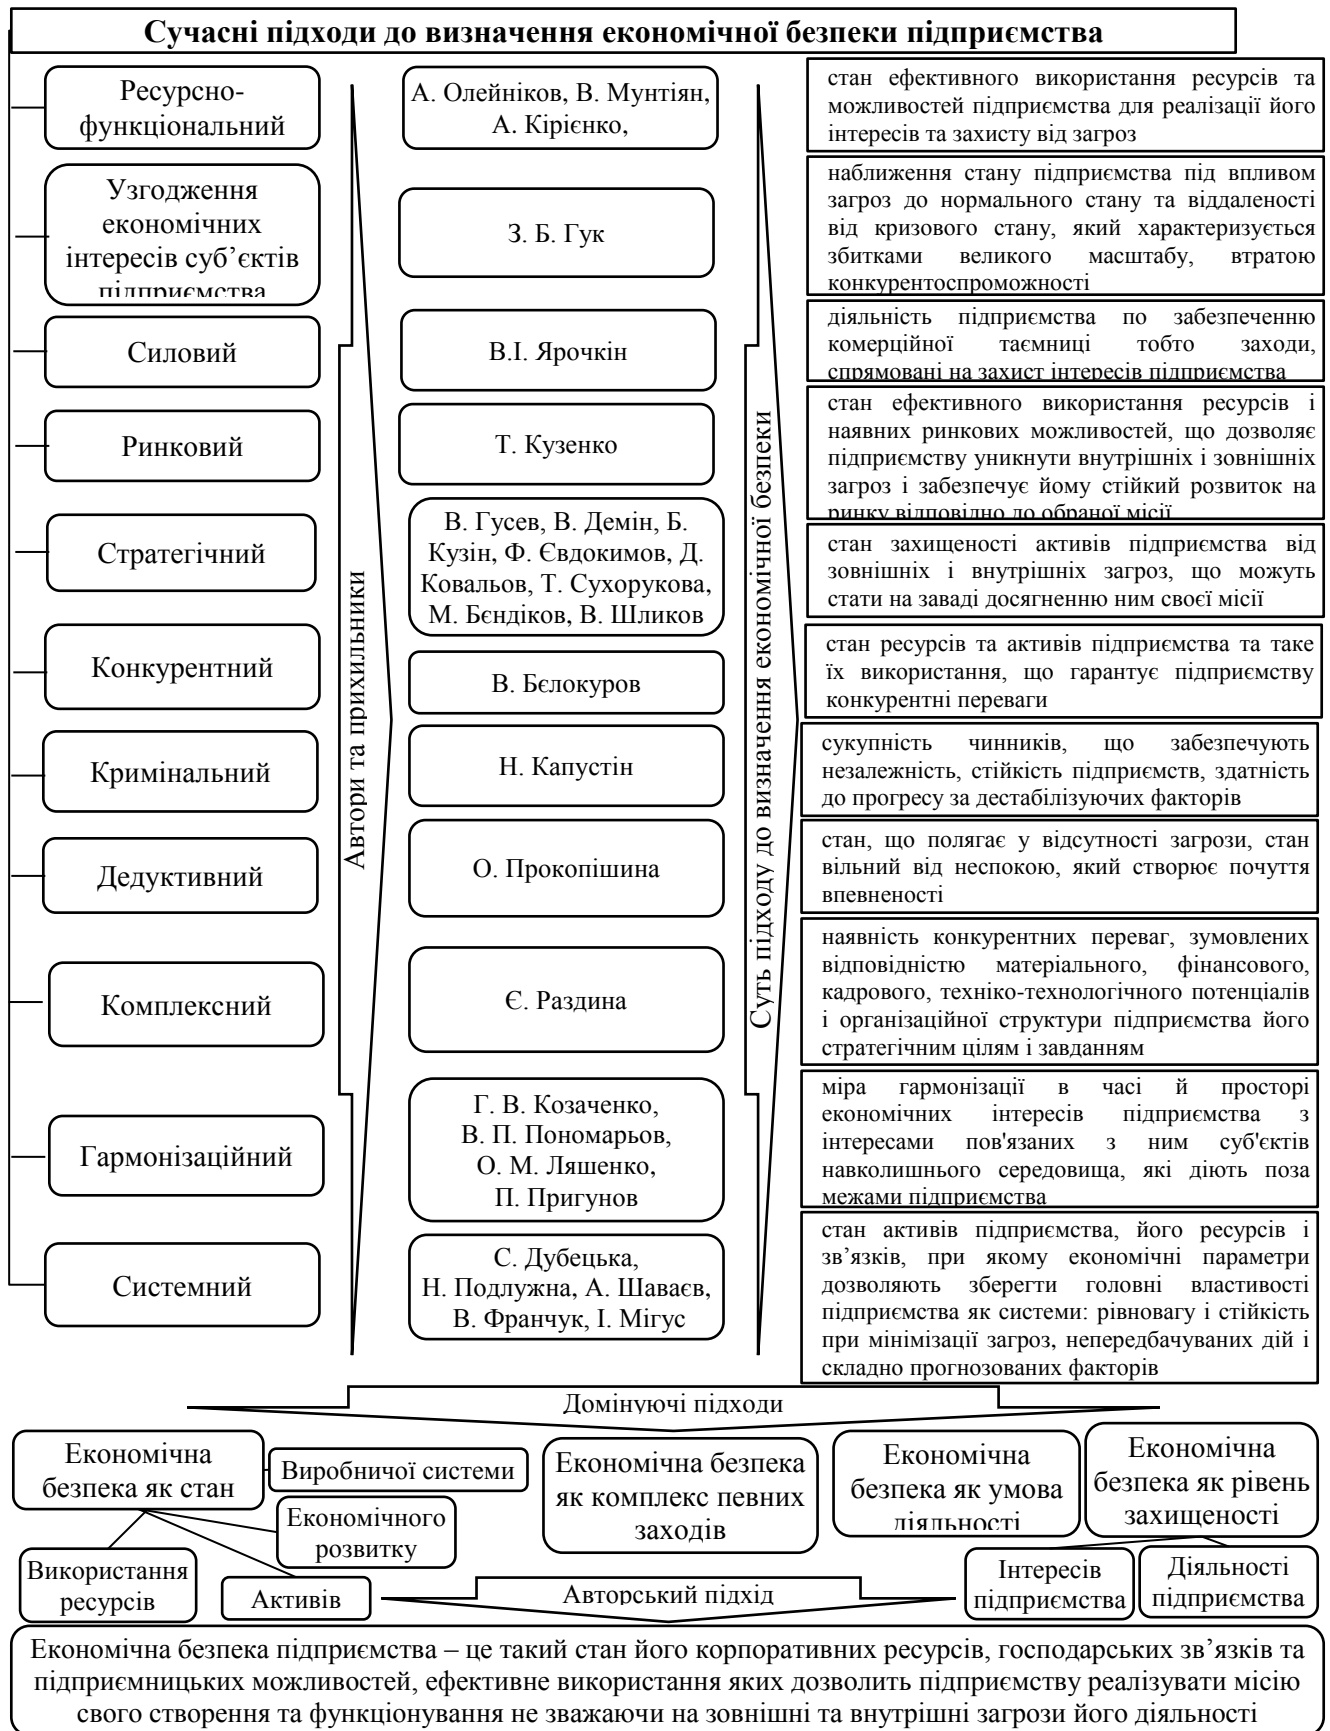 Сучасні підходи до визначення економічної безпеки підприємства
Ресурсно-
функціональний
А. Олейніков, В. Мунтіян,
А. Кірієнко,
стан ефективного використання ресурсів та
можливостей підприємства для реалізації його
інтересів та захисту від загроз
Узгодження
економічних
інтересів суб’єктів
підприємства
З. Б. Гук
наближення стану підприємства під впливом
загроз до нормального стану та віддаленості
від кризового стану, який характеризується
збитками великого масштабу, втратою
конкурентоспроможності
Силовий
В.І. Ярочкін
діяльність підприємства по забезпеченню
комерційної таємниці тобто заходи,
спрямовані на захист інтересів підприємства
Ринковий
Т. Кузенко
стан ефективного використання ресурсів і
наявних ринкових можливостей, що дозволяє
підприємству уникнути внутрішніх і зовнішніх
загроз і забезпечує йому стійкий розвиток на
ринку відповідно до обраної місії
Стратегічний
В. Гусев, В. Демін, Б.
Кузін, Ф. Євдокимов, Д.
Ковальов, Т. Сухорукова,
М. Бєндіков, В. Шликов
стан захищеності активів підприємства від
зовнішніх і внутрішніх загроз, що можуть
стати на заваді досягненню ним своєї місії
Конкурентний
В. Бєлокуров
стан ресурсів та активів підприємства та таке
їх використання, що гарантує підприємству
конкурентні переваги
Кримінальний
Н. Капустін
сукупність чинників, що забезпечують
незалежність, стійкість підприємств, здатність
до прогресу за дестабілізуючих факторів
Дедуктивний
О. Прокопішина
стан, що полягає у відсутності загрози, стан
вільний від неспокою, який створює почуття
впевненості
Комплексний
Є. Раздина
наявність конкурентних переваг, зумовлених
відповідністю матеріального, фінансового,
кадрового, техніко-технологічного потенціалів
і організаційної структури підприємства його
стратегічним цілям і завданням
Гармонізаційний
Г. В. Козаченко,
В. П. Пономарьов,
О. М. Ляшенко,
П. Пригунов
міра гармонізації в часі й просторі
економічних інтересів підприємства з
інтересами пов'язаних з ним суб'єктів
навколишнього середовища, які діють поза
межами підприємства
Системний
С. Дубецька,
Н. Подлужна, А. Шаваєв,
В. Франчук, І. Мігус
стан активів підприємства, його ресурсів і
зв’язків, при якому економічні параметри
дозволяють зберегти головні властивості
підприємства як системи: рівновагу і стійкість
при мінімізації загроз, непередбачуваних дій і
складно прогнозованих факторів
Автори та прихильники
Суть підходу до визначення економічної безпеки
Домінуючі підходи
Економічна
безпека як стан
Виробничої системи
Економічного
розвитку
Використання
ресурсів
Активів
Економічна безпека
як комплекс певних
заходів
Економічна
безпека як умова
діяльності
Економічна
безпека як рівень
захищеності
Інтересів
підприємства
Діяльності
підприємства
Авторський підхід
Економічна безпека підприємства – це такий стан його корпоративних ресурсів, господарських зв’язків та
підприємницьких можливостей, ефективне використання яких дозволить підприємству реалізувати місію
свого створення та функціонування не зважаючи на зовнішні та внутрішні загрози його діяльності